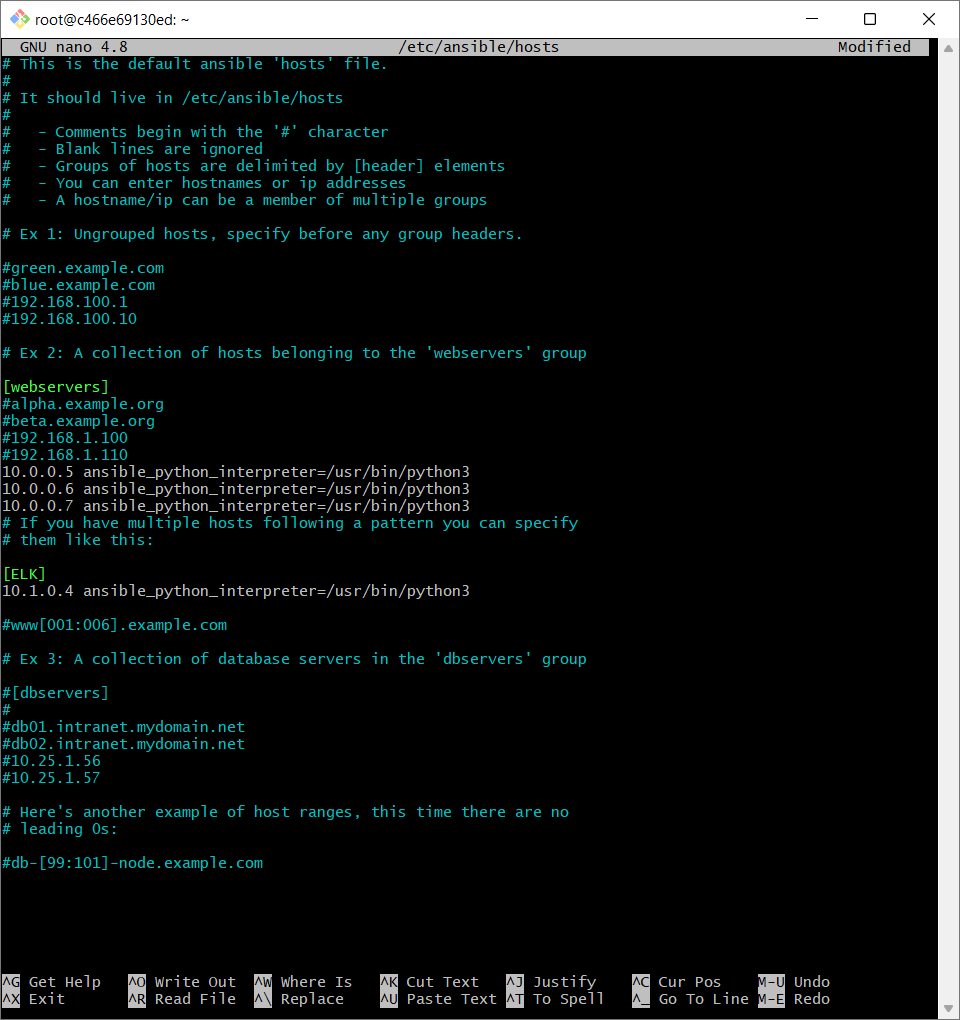 root@c466e69130ed: ~
GNU nano 4.8 /etc/ansible/hosts Modified
# This is the default ansible 'hosts' file.
#
# It should live in /etc/ansible/hosts
#
#   - Comments begin with the '#' character
#   - Blank lines are ignored
#   - Groups of hosts are delimited by [header] elements
#   - You can enter hostnames or ip addresses
#   - A hostname/ip can be a member of multiple groups
# Ex 1: Ungrouped hosts, specify before any group headers.
#green.example.com
#blue.example.com
#192.168.100.1
#192.168.100.10
# Ex 2: A collection of hosts belonging to the 'webservers' group
[webservers]
#alpha.example.org
#beta.example.org
#192.168.1.100
#192.168.1.110
10.0.0.5 ansible_python_interpreter=/usr/bin/python3
10.0.0.6 ansible_python_interpreter=/usr/bin/python3
10.0.0.7 ansible_python_interpreter=/usr/bin/python3
# If you have multiple hosts following a pattern you can specify
# them like this:
[ELK]
10.1.0.4 ansible_python_interpreter=/usr/bin/python3
#www[001:006].example.com
# Ex 3: A collection of database servers in the 'dbservers' group
#[dbservers]
#
#db01.intranet.mydomain.net
#db02.intranet.mydomain.net
#10.25.1.56
#10.25.1.57
# Here's another example of host ranges, this time there are no
# leading 0s:
#db-[99:101]-node.example.com
^G Get Help ^O Write Out ^W Where Is ^K Cut Text ^J Justify ^C Cur Pos M-U Undo
^X Exit ^R Read File ^\ Replace ^U Paste Text ^T To Spell ^_ Go To Line M-E Redo